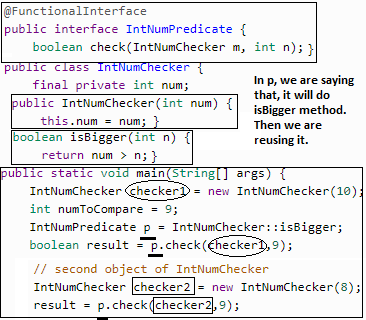 @FunctionalInterface
public interface IntNumPredicate {
boolean check(IntNumChecker m, int n); }
public class IntNumChecker {
final private int num;
public IntNumChecker(int num) {
this.num = num; }
boolean isBigger(int n) {
return num > n; }
In p, we are saying
that, it will do
isBigger method.
Then we are
reusing it.
public static void main(String[] args) {
IntNumChecker checker1 = new IntNumChecker(10);
int numToCompare = 9;
IntNumPredicate p = IntNumChecker::isBigger;
boolean result = p.check(checker1,9);
// second object of IntNumChecker
IntNumChecker checker2 = new IntNumChecker(8);
result = p.check(checker2,9);